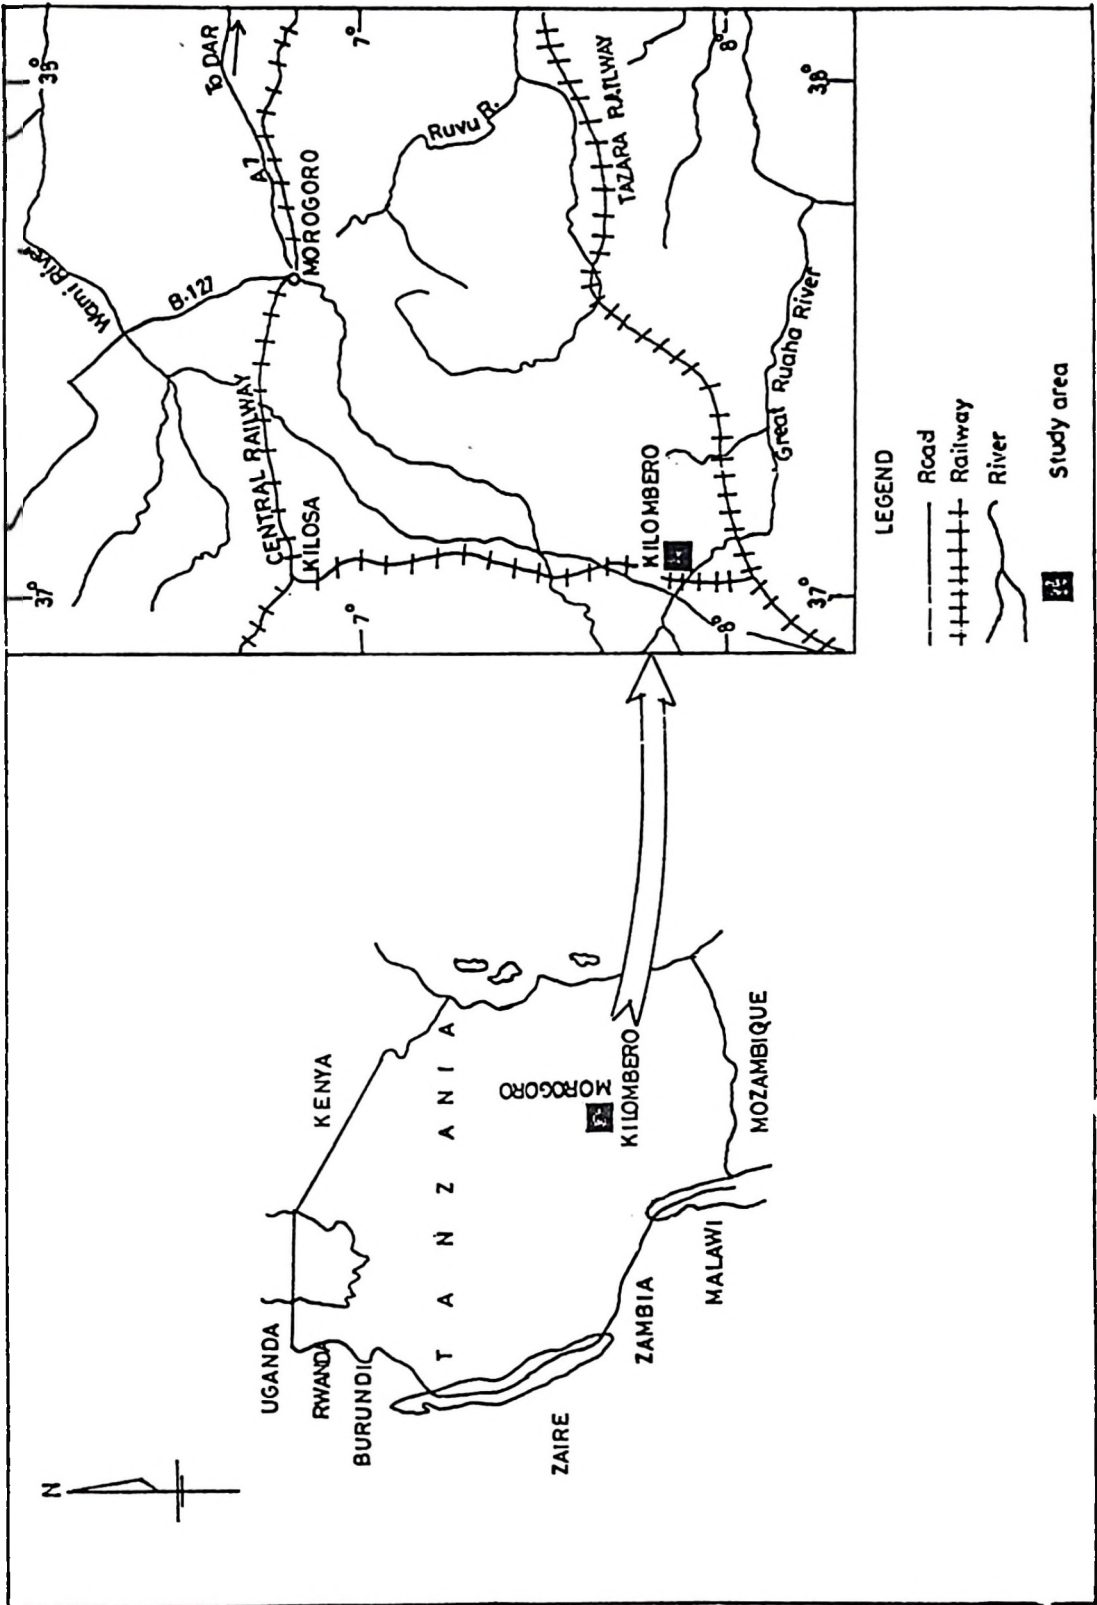 N
UGANDA
RWANDA
BURUNDI
KENYA
T A N Z A N I A
MOROGORO
KILOMBERO
ZAIRE
ZAMBIA
MALAWI
MOZAMBIQUE
37°
38°
Wami River
To DAR
A7
B.127
CENTRAL RAILWAY
KILOSA
MOROGORO
7°
7°
Ruvu R.
TAZARA RAILWAY
KILOMBERO
8°
8°
Great Ruaha River
37°
38°
LEGEND
Road
Railway
River
Study area